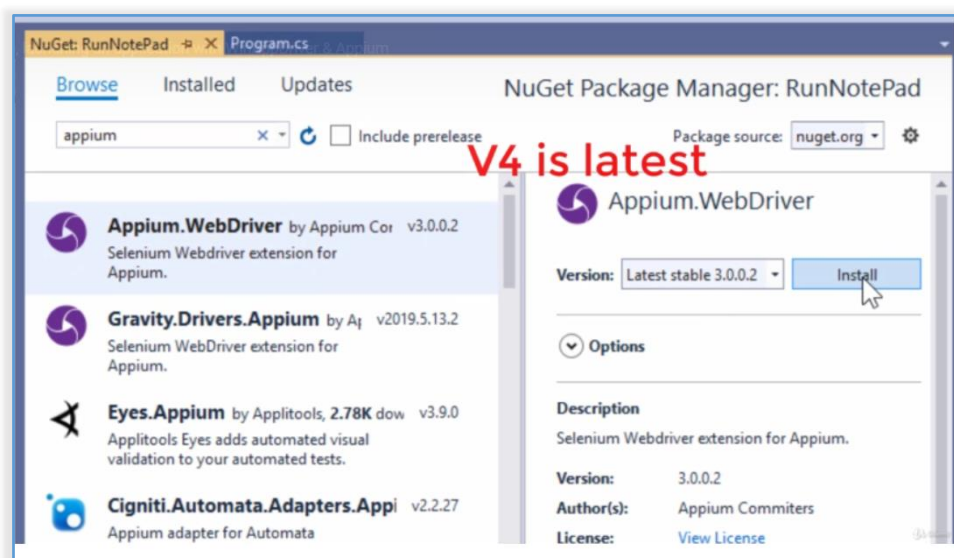 NuGet: RunNotePad
Program.cs
Browse Installed Updates
NuGet Package Manager: RunNotePad
appium
Include prerelease
Package source: nuget.org
V4 is latest
Appium.WebDriver by Appium Cor v3.0.0.2
Selenium Webdriver extension for
Appium.
Gravity.Drivers.Appium by Ap v2019.5.13.2
Selenium WebDriver extension for
Appium.
Eyes.Appium by Applitools, 2.78K dow v3.9.0
Applitools Eyes adds automated visual
validation to your automated tests.
Cigniti.Automata.Adapters.Appi v2.2.27
Appium adapter for Automata
Appium.WebDriver
Version: Latest stable 3.0.0.2 Install
Options
Description
Selenium Webdriver extension for Appium.
Version: 3.0.0.2
Author(s): Appium Commiters
License: View License